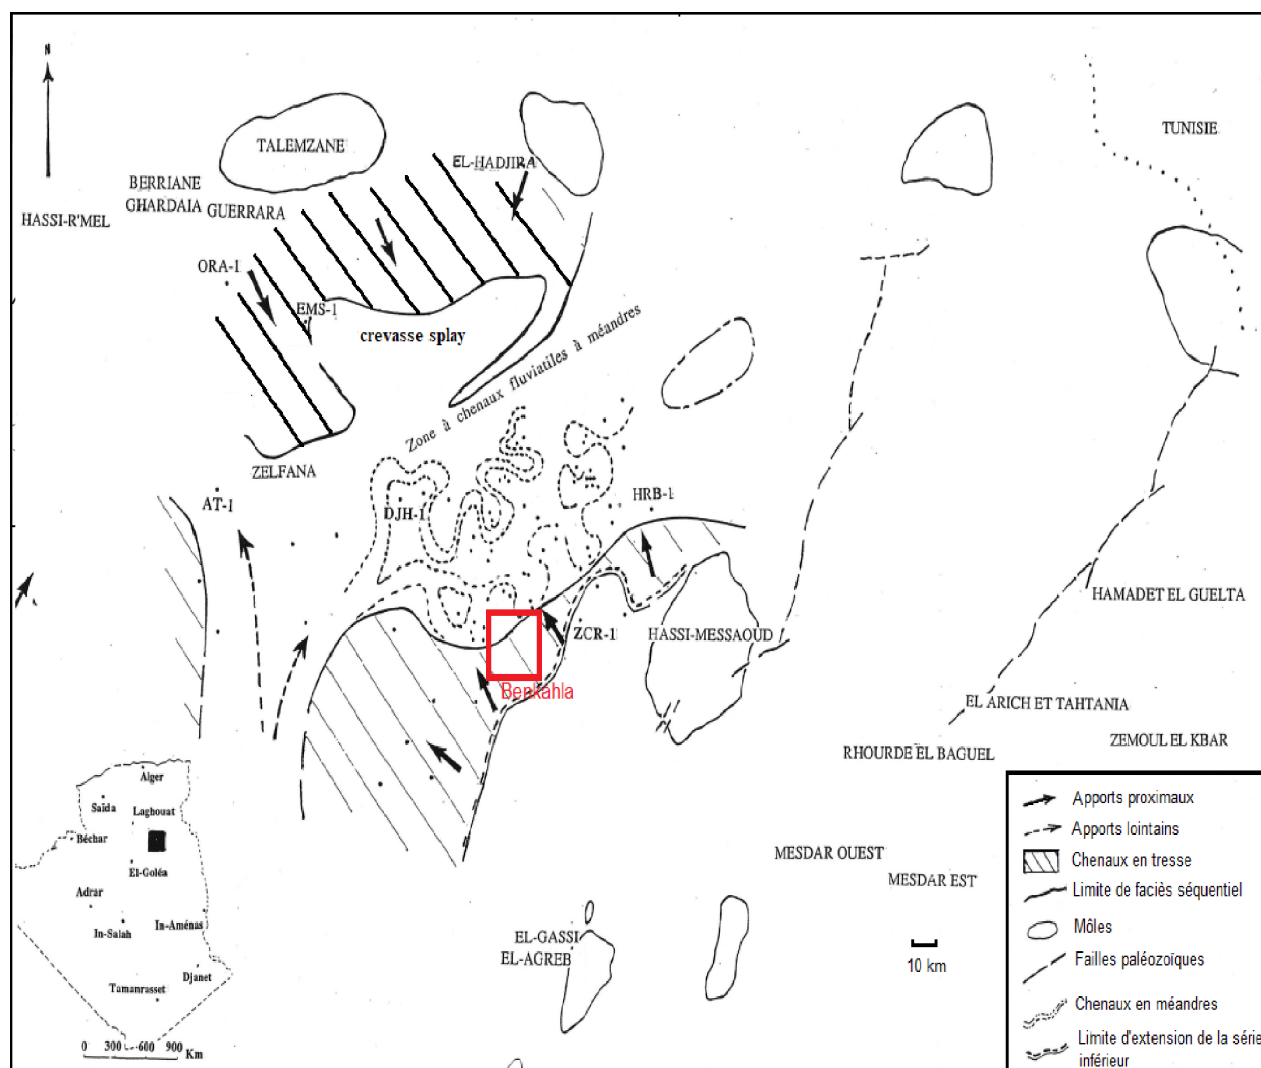 N
TUNISIE
TALEMZANE
EL-HADJIRA
BERRIANE
GHARDAIA
GUERRARA
HASSI-R'MEL
ORA-1
EMS-1
crevasse splay
Zone à chenaux fluviatiles à méandres
ZELFANA
AT-1
DJH-1
HRB-1
HAMADET EL GUELTA
ZCR-1
HASSI-MESSAOUD
Benkahla
EL ARICH ET TAHTANIA
RHOURDE EL BAGUEL
ZEMOUL EL KBAR
MESDAR OUEST
MESDAR EST
EL-GASSI
EL-AGREB
10 km
Alger
Saïda
Laghouat
Béchar
El-Goléa
Adrar
In-Salah
In-Aménas
Djanet
Tamanrasset
0 300 600 900 Km
Apports proximaux
Apports lointains
Chenaux en tresse
Limite de faciès séquentiel
Môles
Failles paléozoïques
Chenaux en méandres
Limite d'extension de la série
inférieur